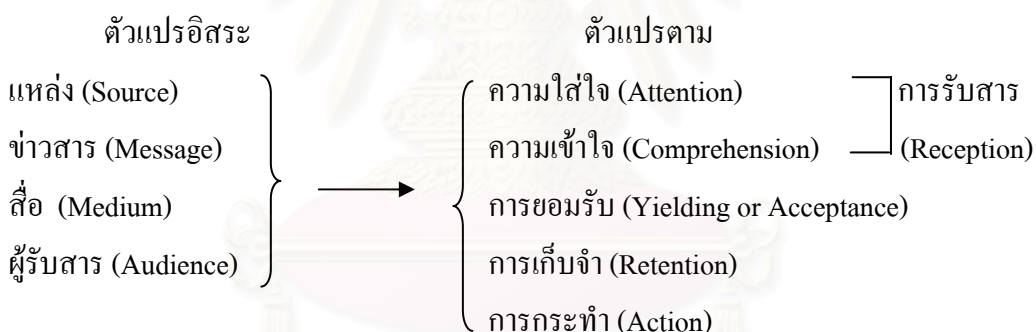 ตัวแปรอิสระ ตัวแปรตาม
แหล่ง (Source) ความใส่ใจ (Attention) การรับสาร
ข่าวสาร (Message) ความเข้าใจ (Comprehension) (Reception)
สื่อ (Medium) การยอมรับ (Yielding or Acceptance)
ผู้รับสาร (Audience) การเก็บจำ (Retention)
การกระทำ (Action)